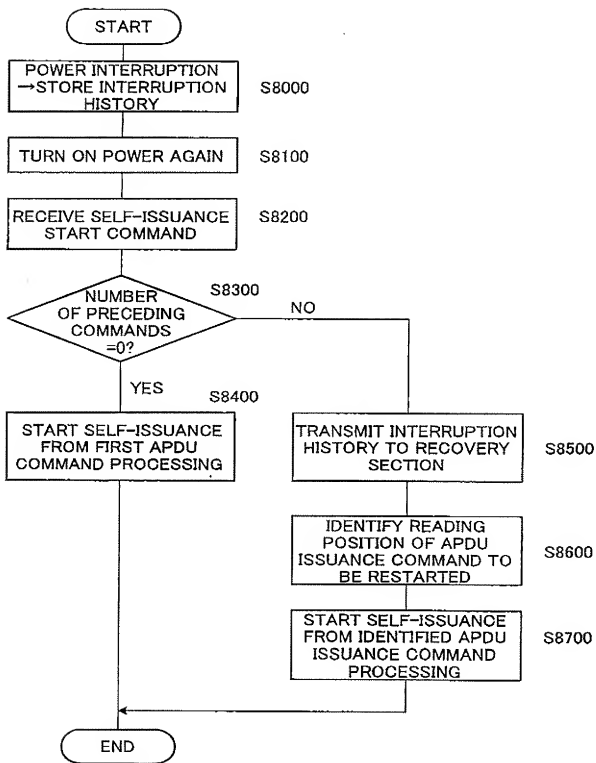 START
POWER INTERRUPTION
→STORE INTERRUPTION
HISTORY
S8000
TURN ON POWER AGAIN
S8100
RECEIVE SELF-ISSUANCE
START COMMAND
S8200
NUMBER
OF PRECEDING
COMMANDS
=0?
S8300
NO
YES
S8400
START SELF-ISSUANCE
FROM FIRST APDU
COMMAND PROCESSING
TRANSMIT INTERRUPTION
HISTORY TO RECOVERY
SECTION
S8500
IDENTIFY READING
POSITION OF APDU
ISSUANCE COMMAND TO
BE RESTARTED
S8600
START SELF-ISSUANCE
FROM IDENTIFIED APDU
ISSUANCE COMMAND
PROCESSING
S8700
END